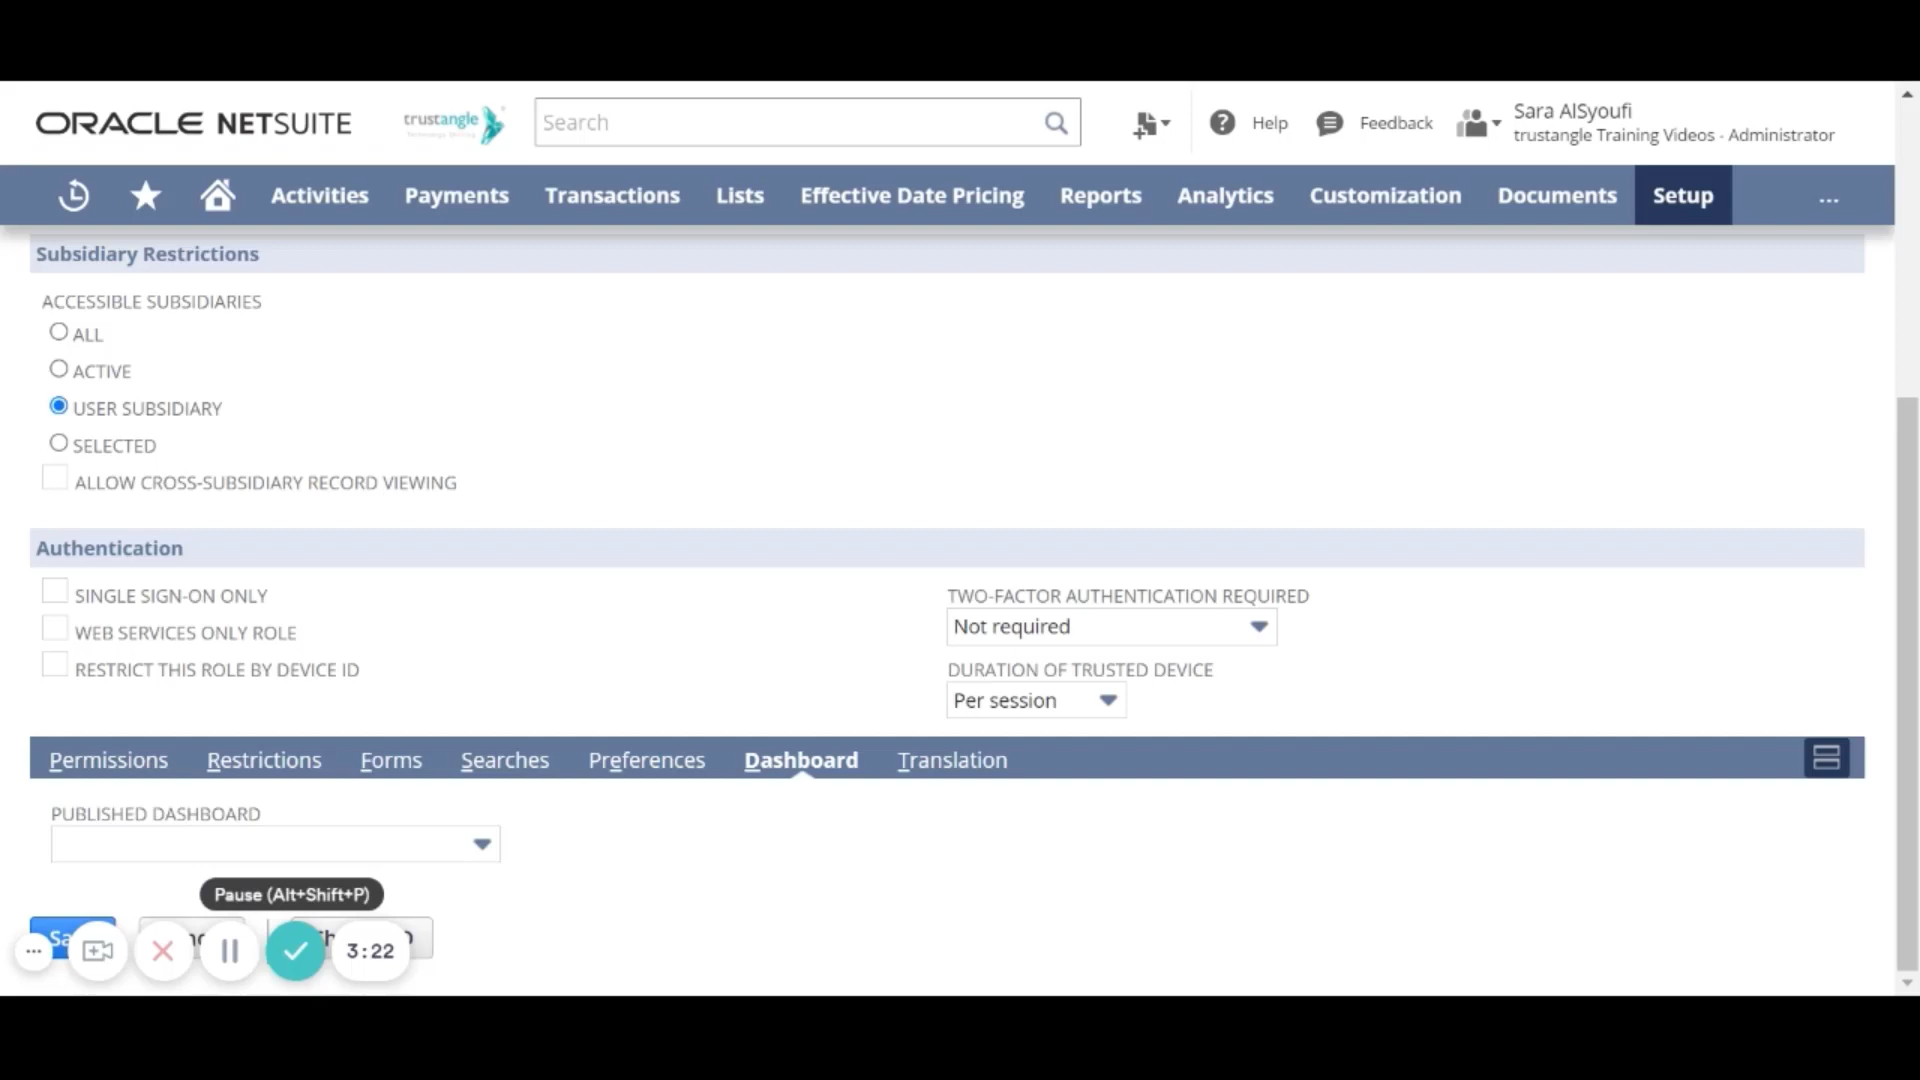 ORACLE NETSUITE
trustangle
Search
Help
Feedback
Sara AlSyoufi
trustangle Training Videos - Administrator
Activities
Payments
Transactions
Lists
Effective Date Pricing
Reports
Analytics
Customization
Documents
Setup
...
Subsidiary Restrictions
ACCESSIBLE SUBSIDIARIES
ALL
ACTIVE
USER SUBSIDIARY
SELECTED
ALLOW CROSS-SUBSIDIARY RECORD VIEWING
Authentication
SINGLE SIGN-ON ONLY
WEB SERVICES ONLY ROLE
RESTRICT THIS ROLE BY DEVICE ID
TWO-FACTOR AUTHENTICATION REQUIRED
Not required
DURATION OF TRUSTED DEVICE
Per session
Permissions
Restrictions
Forms
Searches
Preferences
Dashboard
Translation
PUBLISHED DASHBOARD
Pause (Alt+Shift+P)
3:22